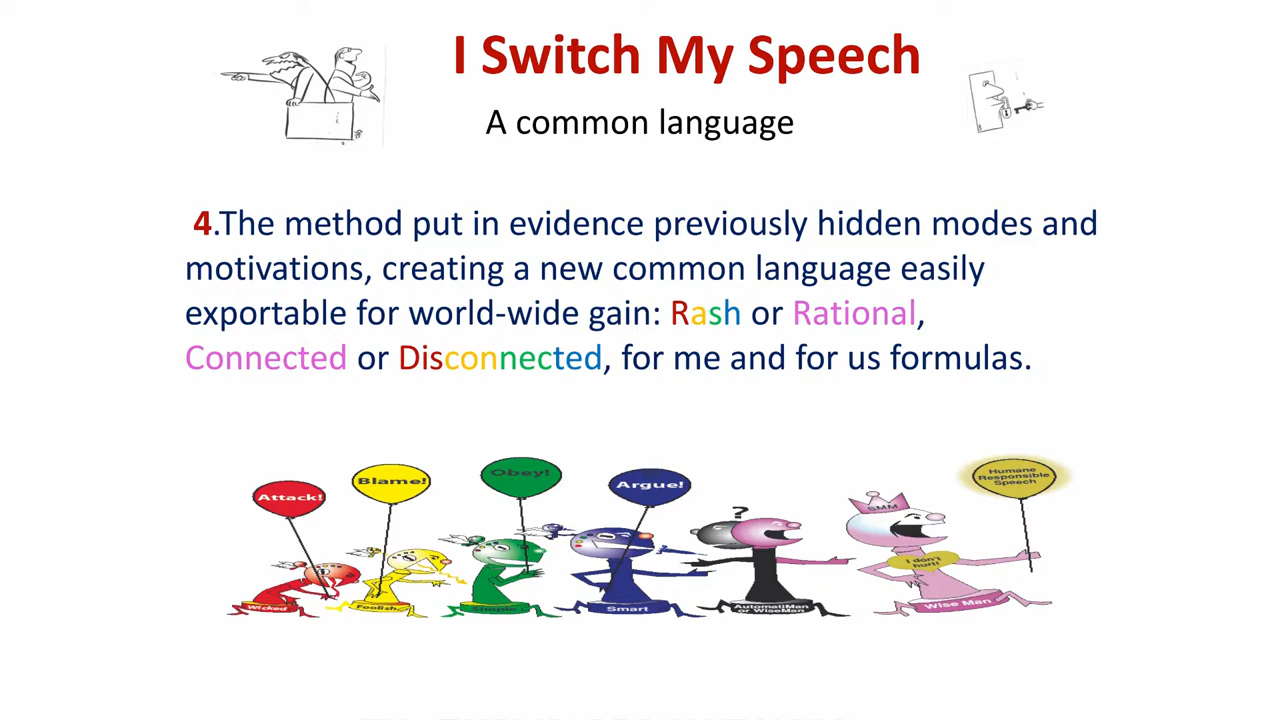 I Switch My Speech
A common language
4.The method put in evidence previously hidden modes and
motivations, creating a new common language easily
exportable for world-wide gain: Rash or Rational,
Connected or Disconnected, for me and for us formulas.
Attack!
Blame!
Obey!
Argue!
?
Humane
Responsible
Speech
SMM
I don't
hurt!
Wicked
Foolish
Simple
Smart
AutomatiMan
or WiseMan
Wise Man